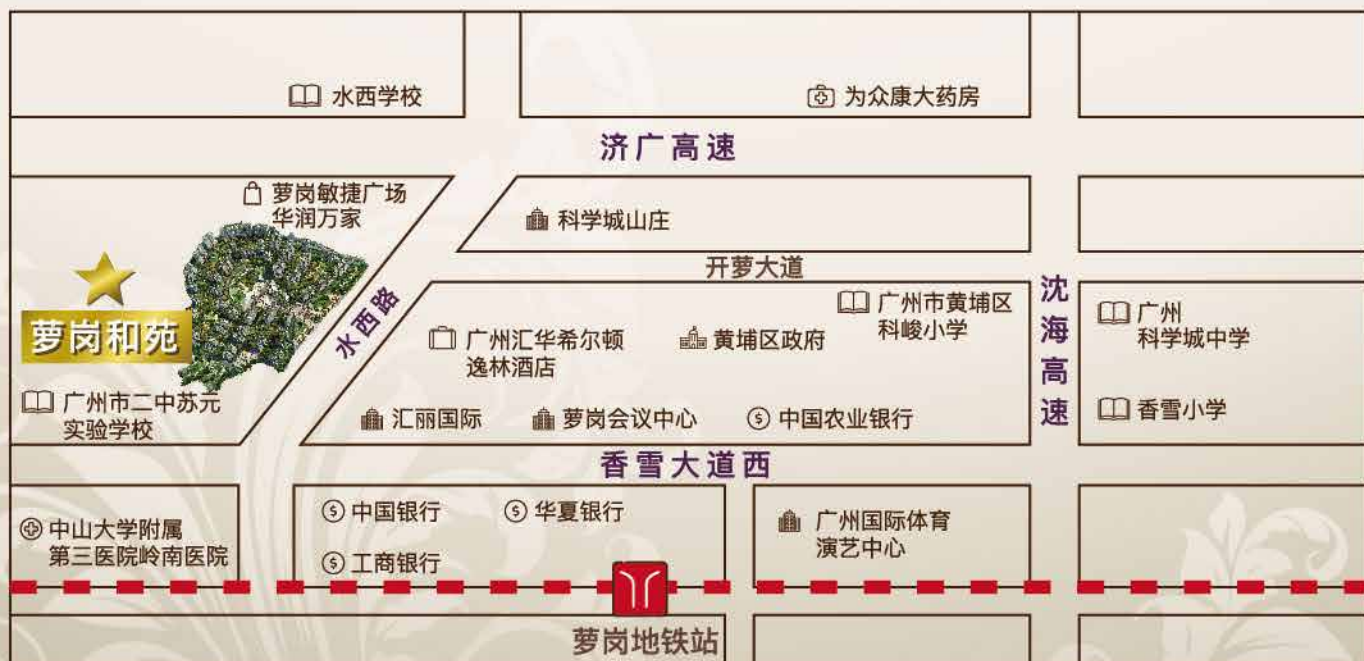 水西学校
为众康大药房
济广高速
萝岗敏捷广场
华润万家
科学城山庄
开萝大道
萝岗和苑
水西路
广州汇华希尔顿
逸林酒店
黄埔区政府
广州市黄埔区
科峻小学
沈海高速
广州
科学城中学
广州市二中苏元
实验学校
汇丽国际
萝岗会议中心
中国农业银行
香雪小学
香雪大道西
中山大学附属
第三医院岭南医院
中国银行
华夏银行
工商银行
广州国际体育
演艺中心
萝岗地铁站